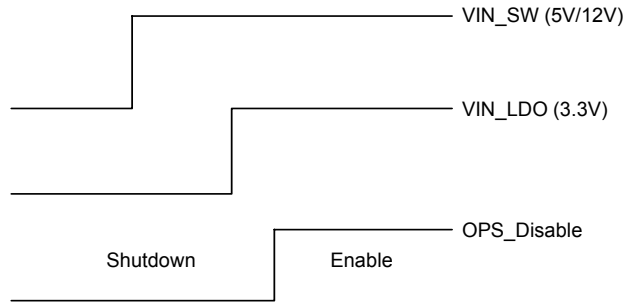 VIN_SW (5V/12V)
VIN_LDO (3.3V)
OPS_Disable
Shutdown Enable